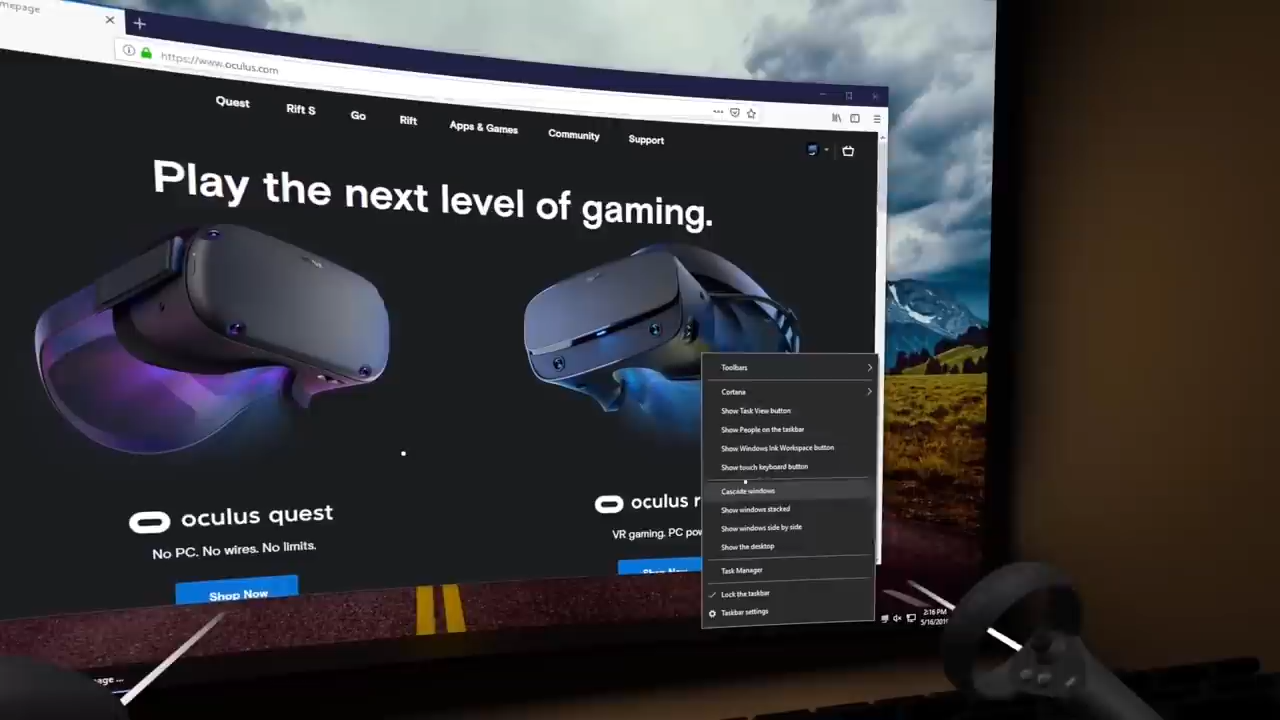 mepage
https://www.oculus.com
Quest
Rift S
Go
Rift
Apps & Games
Community
Support
Play the next level of gaming.
oculus quest
No PC. No wires. No limits.
Shop Now
oculus r
VR gaming. PC pow
Shop Now
Toolbars
Cortana
Show Task View button
Show People on the taskbar
Show Windows Ink Workspace button
Show touch keyboard button
Cascade windows
Show windows stacked
Show windows side by side
Show the desktop
Task Manager
Lock the taskbar
Taskbar settings
2:16 PM
page ...